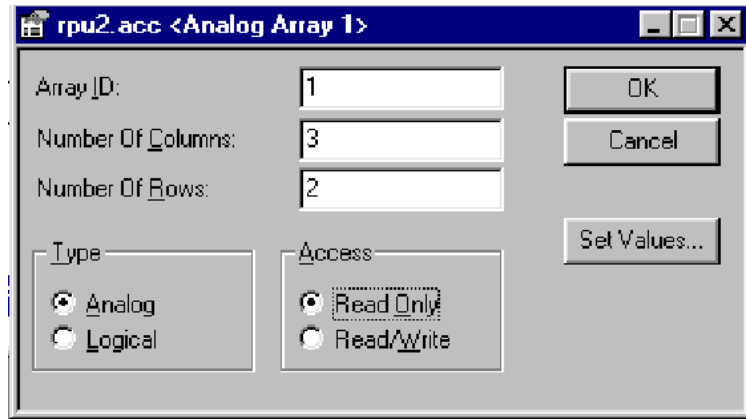 rpu2.acc <Analog Array 1>
Array ID: 1
OK
Number Of Columns: 3
Cancel
Number Of Rows: 2
Set Values...
Type
Access
Analog
Read Only
Logical
Read/Write